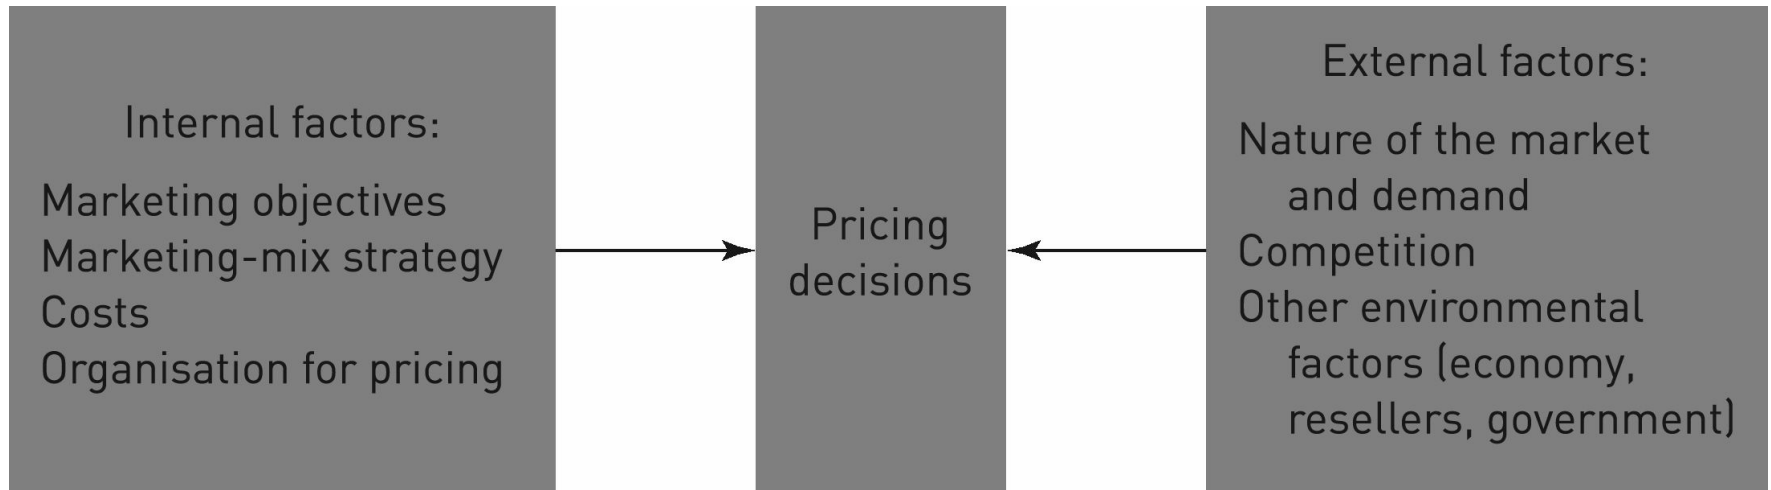 Internal factors:
Marketing objectives
Marketing-mix strategy
Costs
Organisation for pricing
Pricing
decisions
External factors:
Nature of the market
and demand
Competition
Other environmental
factors (economy,
resellers, government)